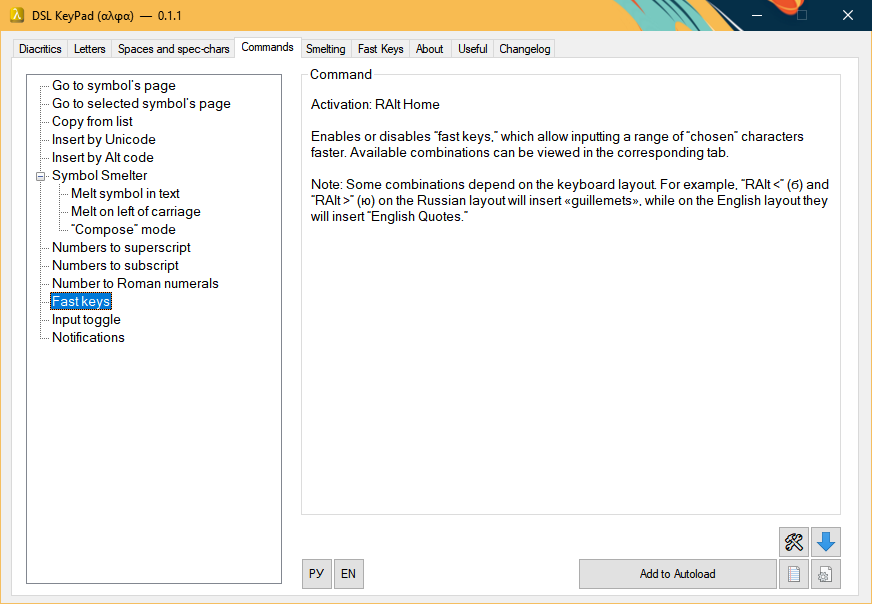 DSL KeyPad (αλφα) — 0.1.1
Diacritics Letters Spaces and spec-chars Commands Smelting Fast Keys About Useful Changelog
Go to symbol’s page
Go to selected symbol’s page
Copy from list
Insert by Unicode
Insert by Alt code
Symbol Smelter
Melt symbol in text
Melt on left of carriage
“Compose” mode
Numbers to superscript
Numbers to subscript
Number to Roman numerals
Fast keys
Input toggle
Notifications
Command
Activation: RAlt Home
Enables or disables “fast keys,” which allow inputting a range of “chosen” characters
faster. Available combinations can be viewed in the corresponding tab.
Note: Some combinations depend on the keyboard layout. For example, “RAlt <” (б) and
“RAlt >” (ю) on the Russian layout will insert «guillemets», while on the English layout they
will insert “English Quotes.”
РУ EN Add to Autoload